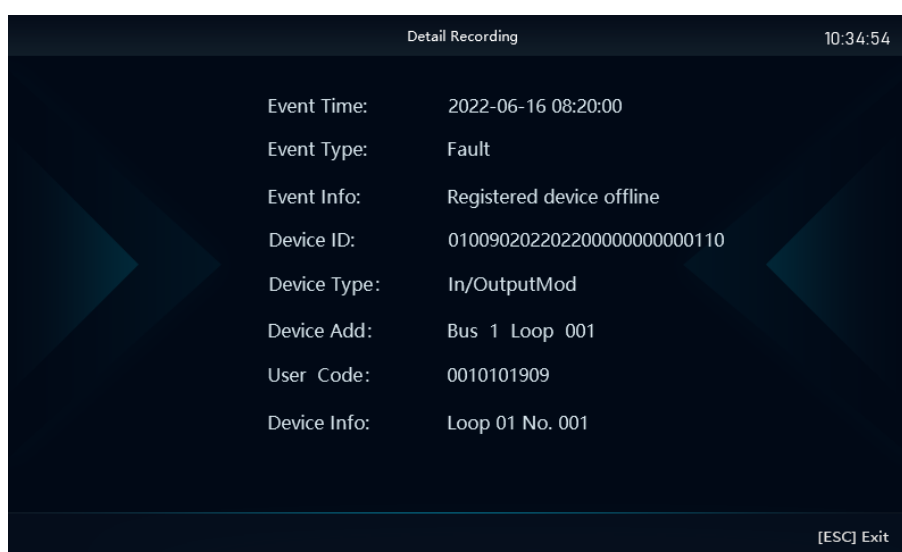 Detail Recording 10:34:54
Event Time: 2022-06-16 08:20:00
Event Type: Fault
Event Info: Registered device offline
Device ID: 010090202202200000000000110
Device Type: In/OutputMod
Device Add: Bus 1 Loop 001
User Code: 0010101909
Device Info: Loop 01 No. 001
[ESC] Exit